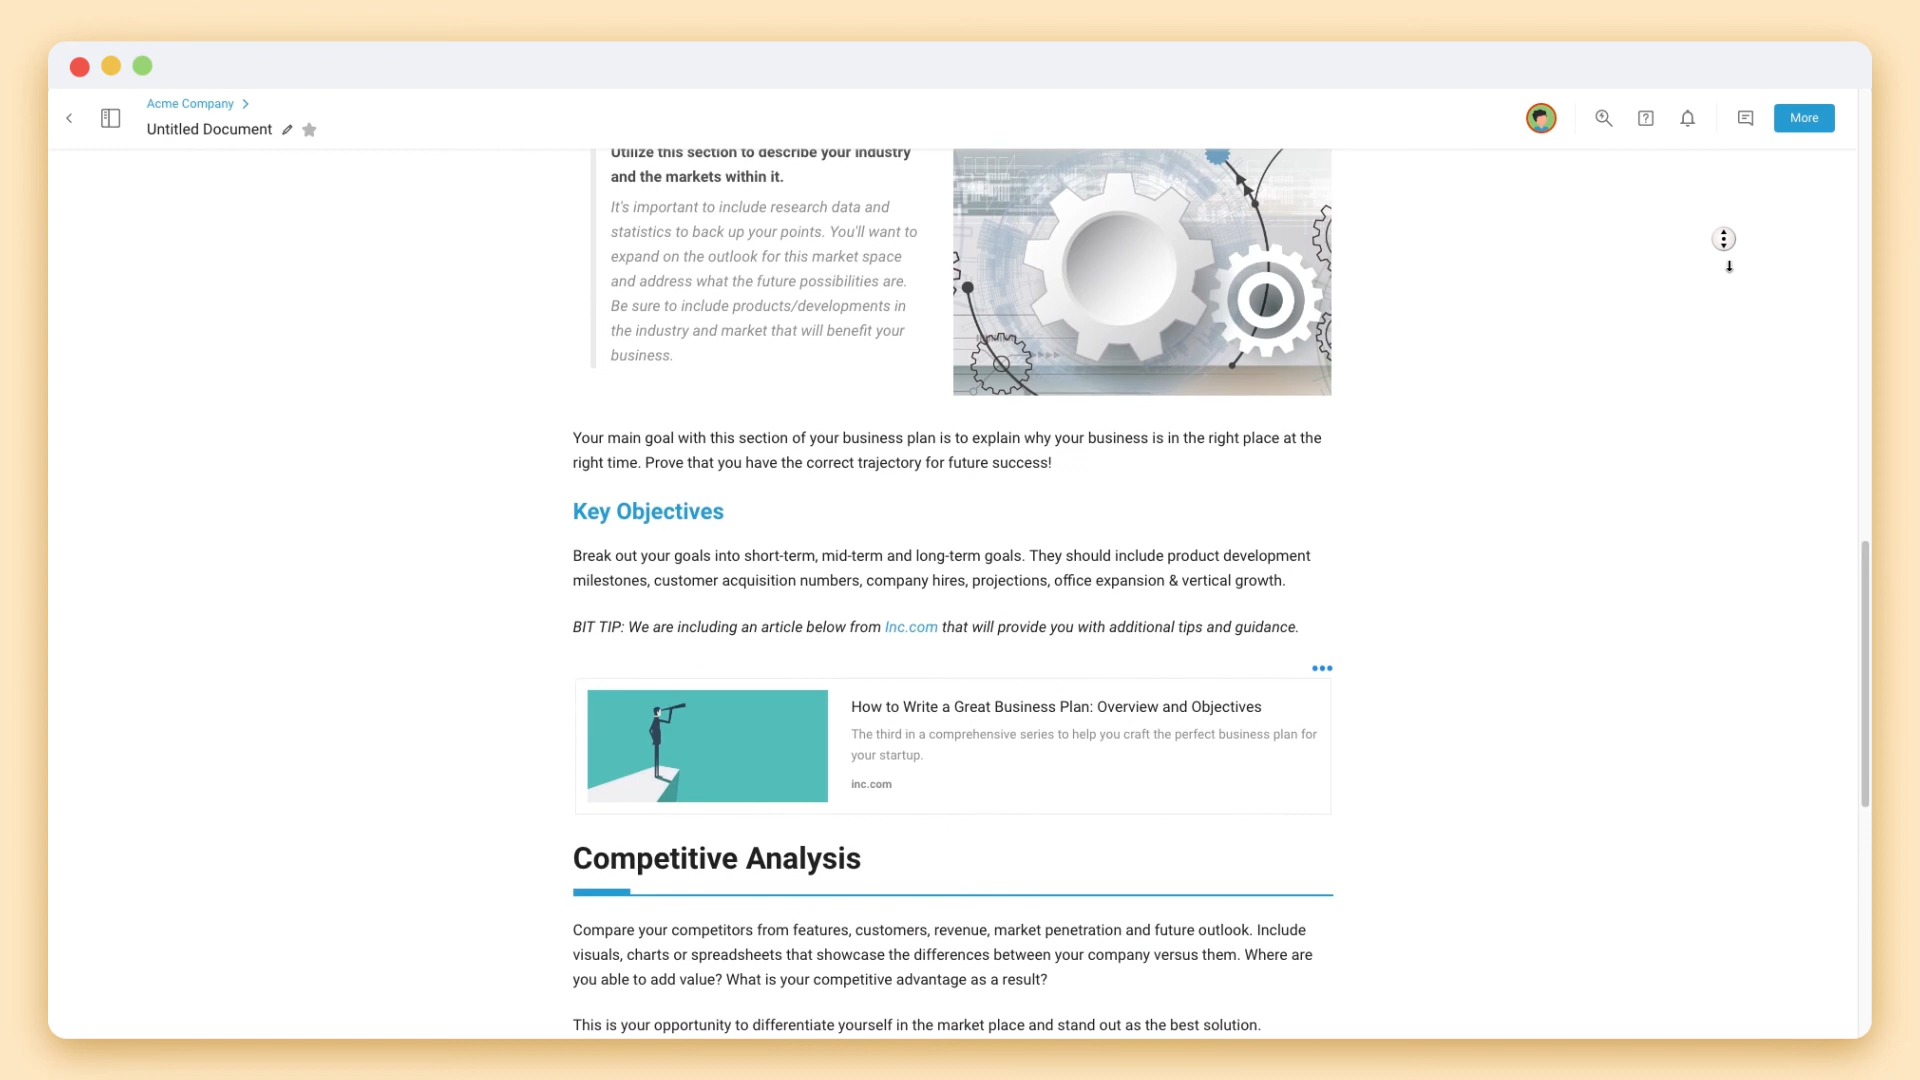 Acme Company
Untitled Document
More
Utilize this section to describe your industry
and the markets within it.
It's important to include research data and
statistics to back up your points. You'll want to
expand on the outlook for this market space
and address what the future possibilities are.
Be sure to include products/developments in
the industry and market that will benefit your
business.
Your main goal with this section of your business plan is to explain why your business is in the right place at the
right time. Prove that you have the correct trajectory for future success!
Key Objectives
Break out your goals into short-term, mid-term and long-term goals. They should include product development
milestones, customer acquisition numbers, company hires, projections, office expansion & vertical growth.
BIT TIP: We are including an article below from Inc.com that will provide you with additional tips and guidance.
How to Write a Great Business Plan: Overview and Objectives
The third in a comprehensive series to help you craft the perfect business plan for
your startup.
inc.com
Competitive Analysis
Compare your competitors from features, customers, revenue, market penetration and future outlook. Include
visuals, charts or spreadsheets that showcase the differences between your company versus them. Where are
you able to add value? What is your competitive advantage as a result?
This is your opportunity to differentiate yourself in the market place and stand out as the best solution.